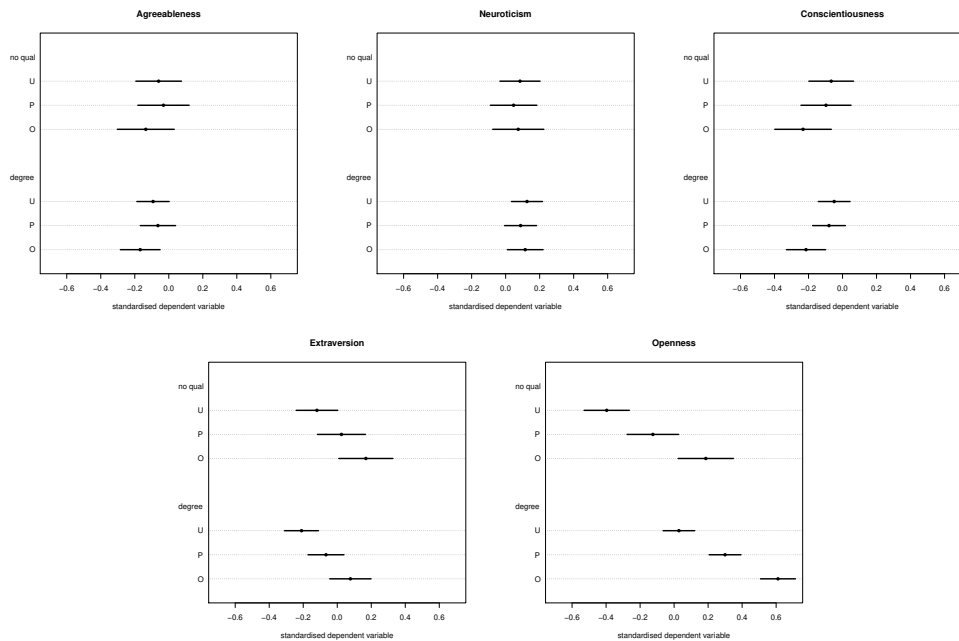 Agreeableness
no qual
U
P
O
degree
U
P
O
−0.6 −0.4 −0.2 0.0 0.2 0.4 0.6
standardised dependent variable
Neuroticism
no qual
U
P
O
degree
U
P
O
−0.6 −0.4 −0.2 0.0 0.2 0.4 0.6
standardised dependent variable
Conscientiousness
no qual
U
P
O
degree
U
P
O
−0.6 −0.4 −0.2 0.0 0.2 0.4 0.6
standardised dependent variable
Extraversion
no qual
U
P
O
degree
U
P
O
−0.6 −0.4 −0.2 0.0 0.2 0.4 0.6
standardised dependent variable
Openness
no qual
U
P
O
degree
U
P
O
−0.6 −0.4 −0.2 0.0 0.2 0.4 0.6
standardised dependent variable